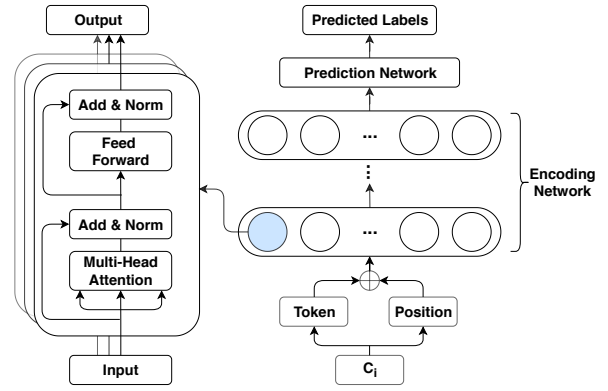 Output
Add & Norm
Feed
Forward
Add & Norm
Multi-Head
Attention
Input
Predicted Labels
Prediction Network
...
...
...
Encoding
Network
Token
Position
Ci